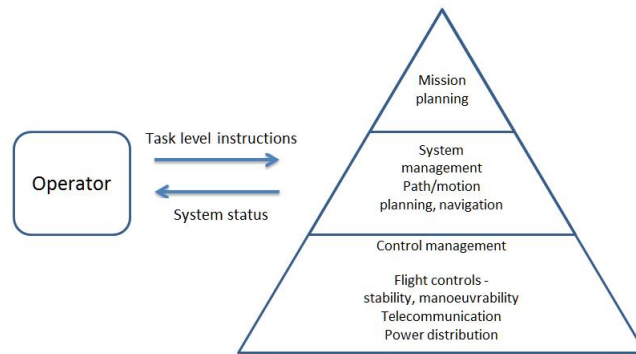 Mission
planning
Task level instructions
Operator
System status
System
management
Path/motion
planning, navigation
Control management
Flight controls -
stability, manoeuvrability
Telecommunication
Power distribution